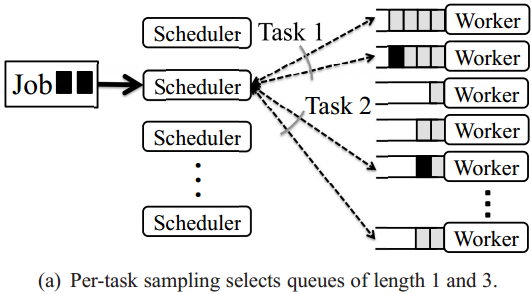 Job
Scheduler
Scheduler
Scheduler
Scheduler
Task 1
Task 2
Worker
Worker
Worker
Worker
Worker
Worker
(a) Per-task sampling selects queues of length 1 and 3.